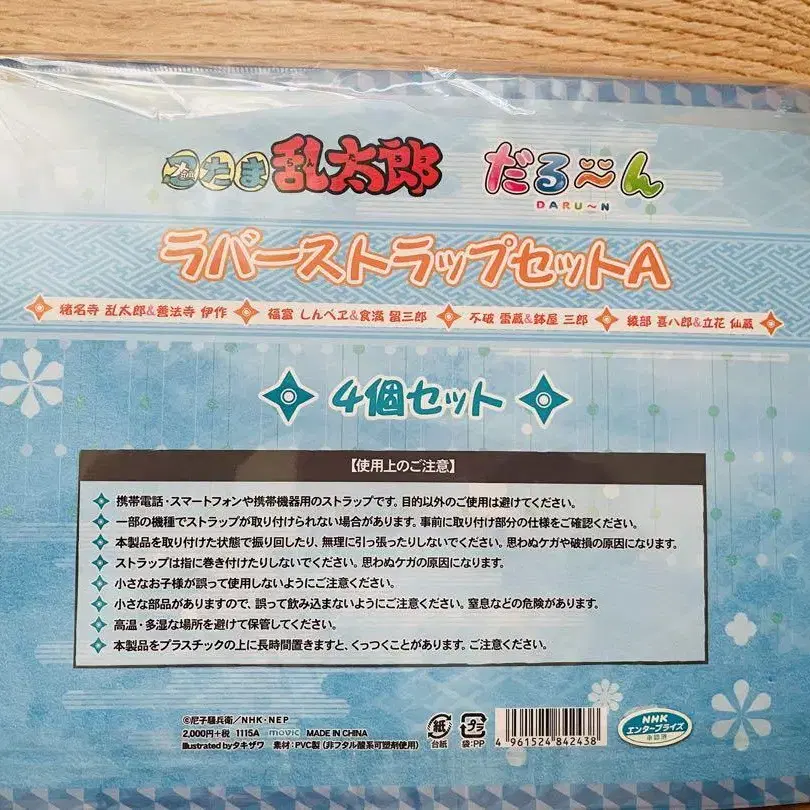 忍たま乱太郎 だる〜ん
らんたろう
DARU〜N
ラバーストラップセットA
猪名寺 乱太郎&善法寺 伊作 福富 しんベヱ&食満 留三郎 不破 雷蔵&鉢屋 三郎 綾部 喜八郎&立花 仙蔵
4個セット
【使用上のご注意】
携帯電話・スマートフォンや携帯機器用のストラップです。目的以外のご使用は避けてください。
一部の機種でストラップが取り付けられない場合があります。事前に取り付け部分の仕様をご確認ください。
本製品を取り付けた状態で振り回したり、無理に引っ張ったりしないでください。思わぬケガや破損の原因になります。
ストラップは指に巻き付けたりしないでください。思わぬケガの原因になります。
小さなお子様が誤って使用しないようにご注意ください。
小さな部品がありますので、誤って飲み込まないようにご注意ください。窒息などの危険があります。
高温・多湿な場所を避けて保管してください。
本製品をプラスチックの上に長時間置きますと、くっつくことがあります。ご注意ください。
©尼子騒兵衛/NHK・NEP
2,000円+税 1115A movic MADE IN CHINA
Illustrated by タキザワ 素材:PVC製(非フタル酸系可塑剤使用)
紙 プラ
台紙 袋:PP
4 961524 842438
NHK
エンタープライズ